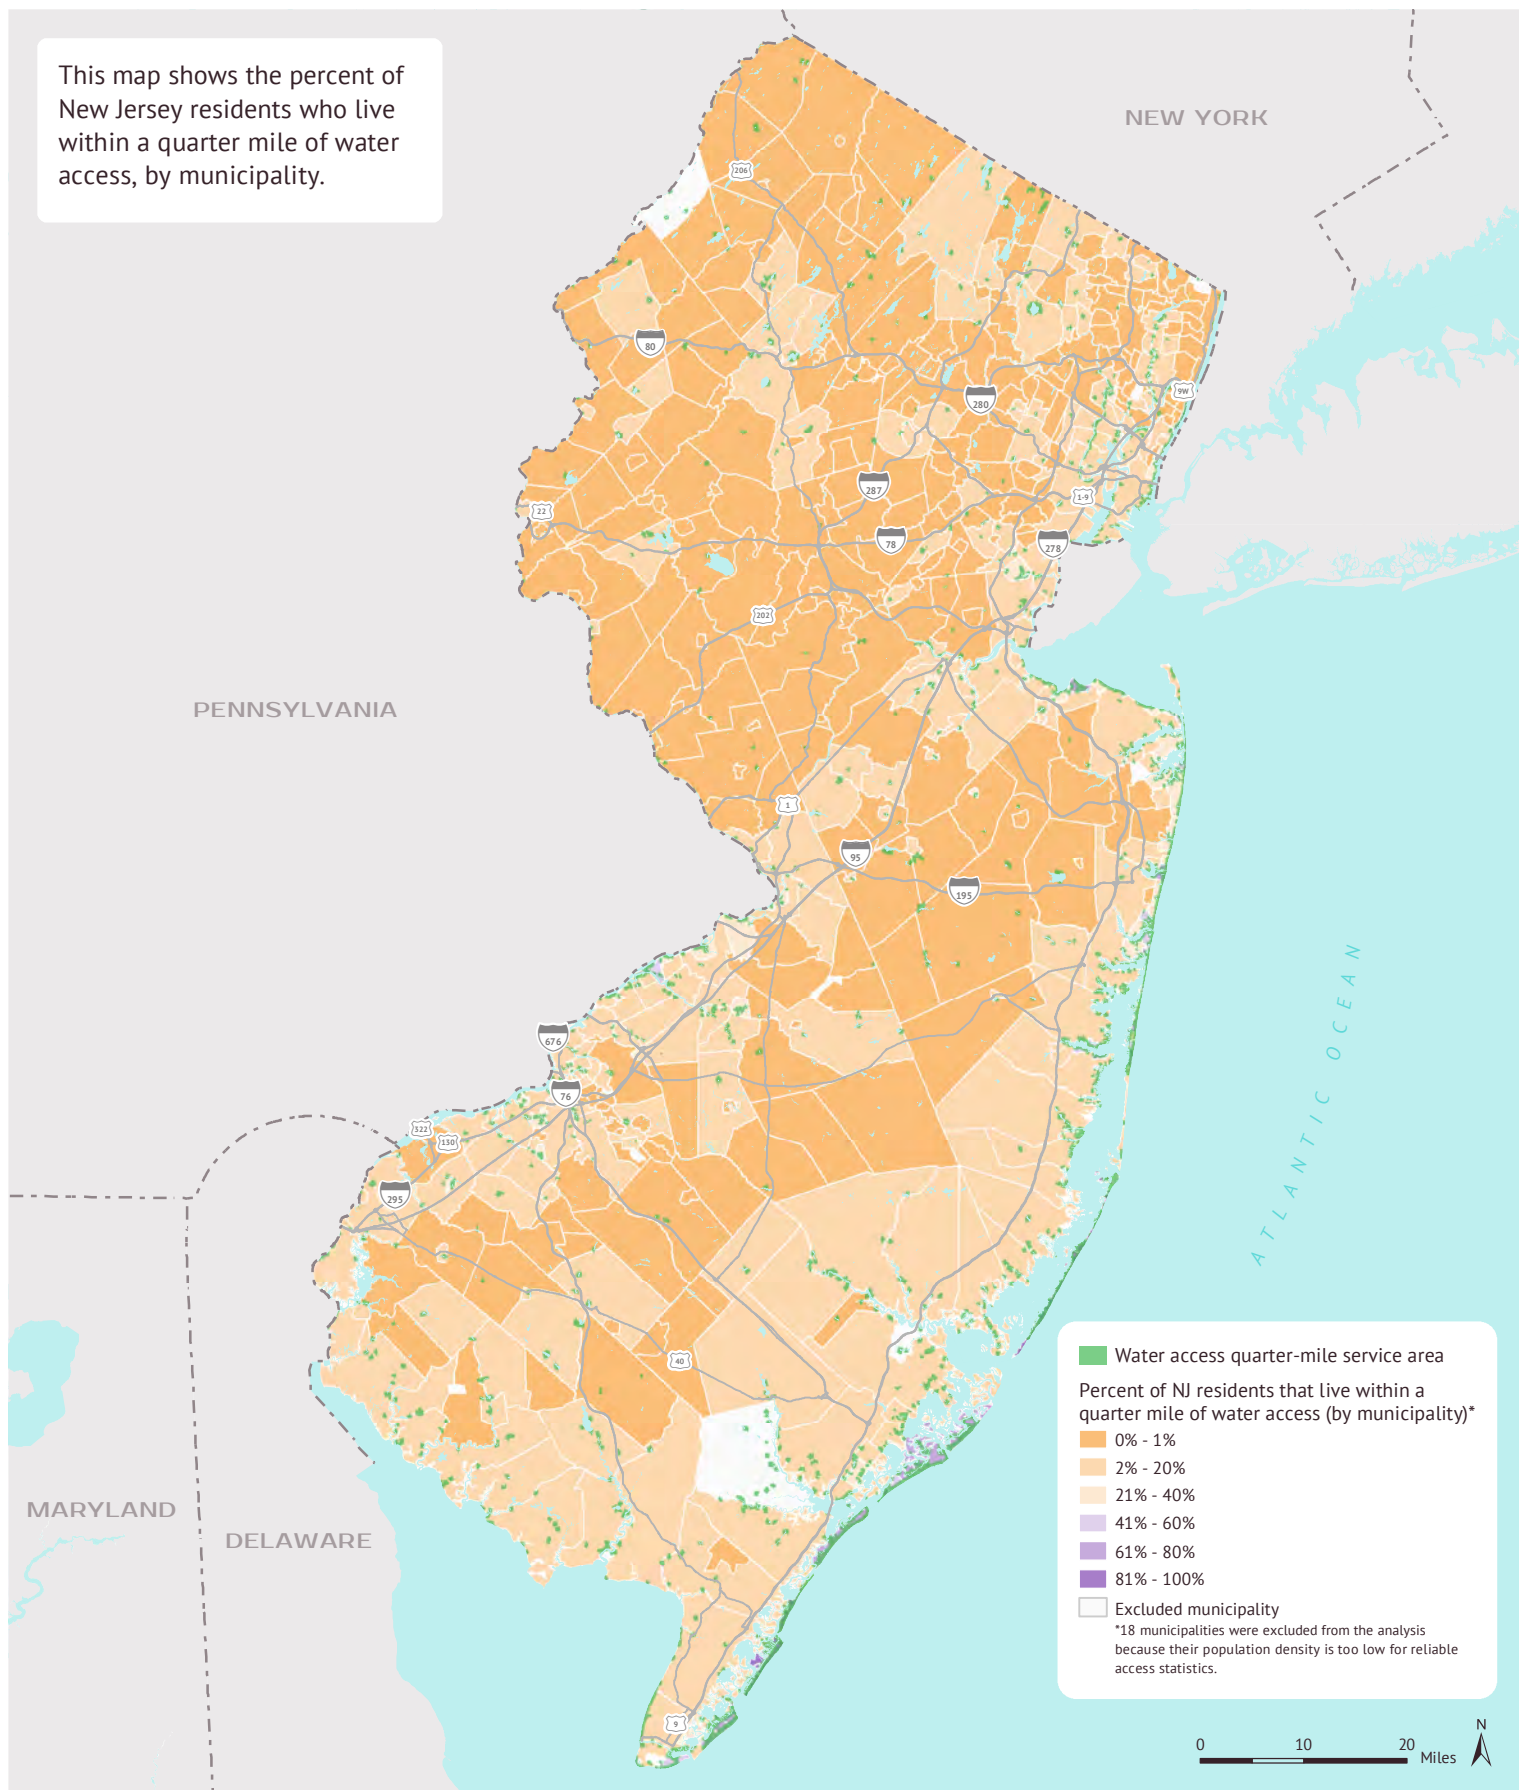 This map shows the percent of
New Jersey residents who live
within a quarter mile of water
access, by municipality.
NEW YORK
206
80
9W
280
287
1-9
22
78
278
202
PENNSYLVANIA
1
95
195
ATLANTIC OCEAN
676
76
322
130
295
40
MARYLAND
DELAWARE
9
Water access quarter-mile service area
Percent of NJ residents that live within a
quarter mile of water access (by municipality)*
0% - 1%
2% - 20%
21% - 40%
41% - 60%
61% - 80%
81% - 100%
Excluded municipality
*18 municipalities were excluded from the analysis
because their population density is too low for reliable
access statistics.
N
0 10 20
Miles